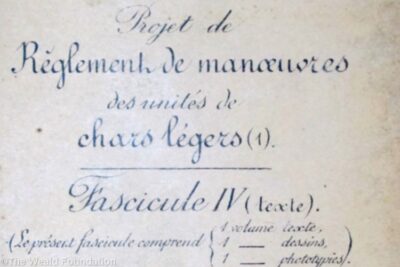 Projet de
Règlement de manœuvres
des unités de
chars légers (1).
Fascicule IV (texte).
(Le présent fascicule comprend { 1 volume texte,
1 — dessins,
1 — phototypies).
©The Weald Foundation